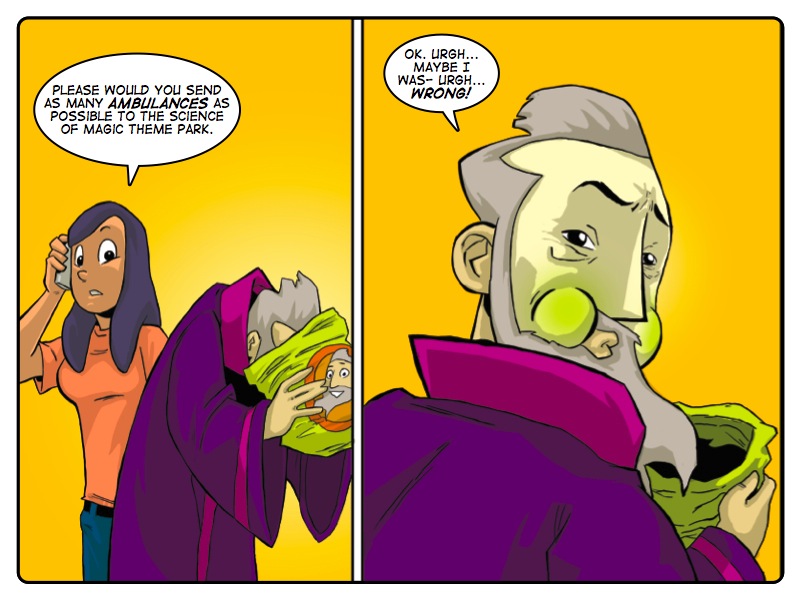 PLEASE WOULD YOU SEND
AS MANY AMBULANCES AS
POSSIBLE TO THE SCIENCE
OF MAGIC THEME PARK.
OK. URGH...
MAYBE I
WAS- URGH...
WRONG!